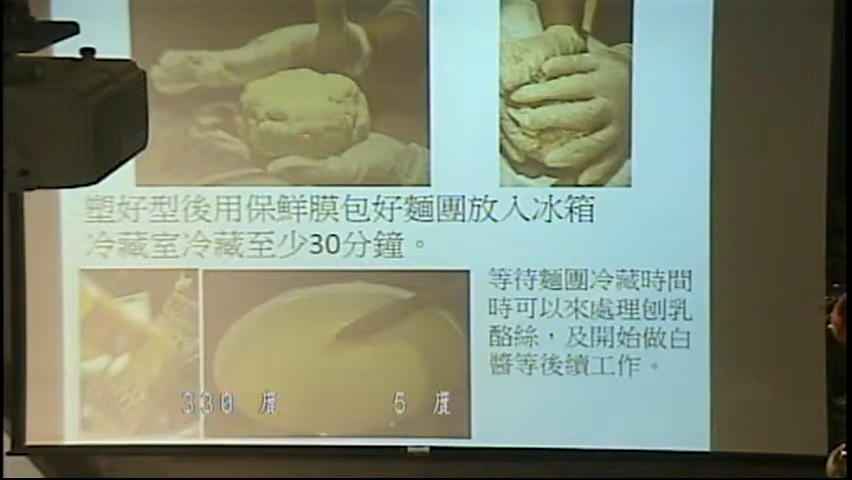 塑好型後用保鮮膜包好麵團放入冰箱
冷藏室冷藏至少30分鐘。
等待麵團冷藏時間
時可以來處理刨乳
酪絲，及開始做白
醬等後續工作。
330 度 5 度